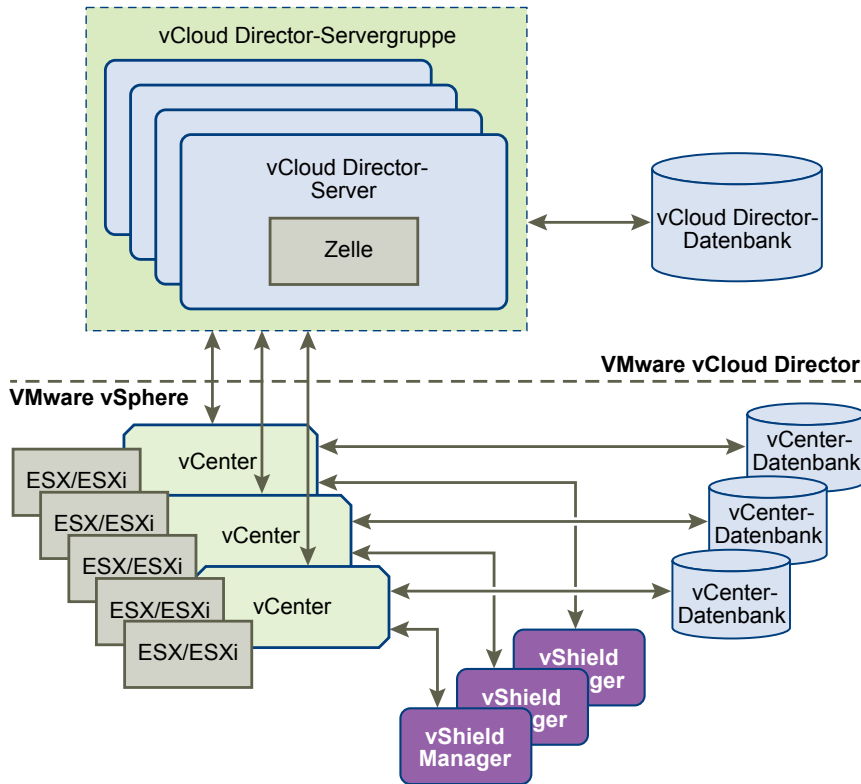 vCloud Director-Servergruppe
vCloud Director-
Server
Zelle
vCloud Director-
Datenbank
VMware vCloud Director
VMware vSphere
vCenter
vCenter
vCenter
ESX/ESXi
ESX/ESXi
ESX/ESXi
ESX/ESXi
ESX/ESXi
vCenter-
Datenbank
vCenter-
Datenbank
vCenter-
Datenbank
vShield
ger
vShield
ger
vShield
Manager